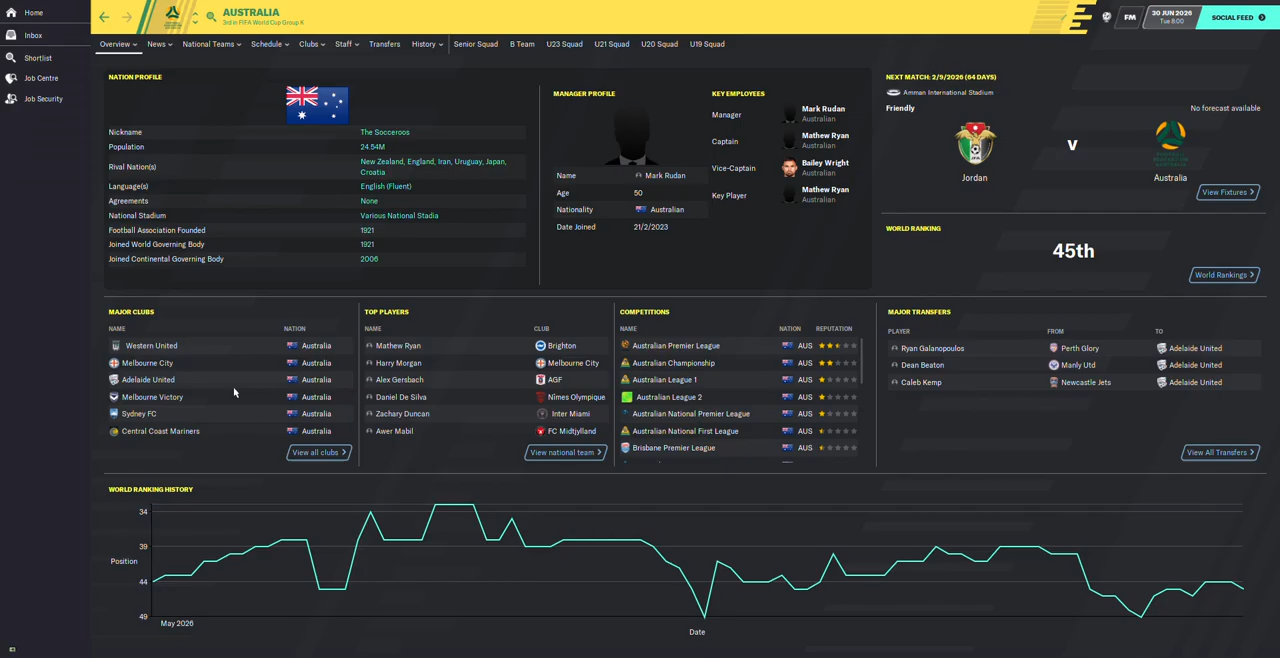 Home
Inbox
Shortlist
Job Centre
Job Security
AUSTRALIA
3rd in FIFA World Cup Group K
FM
30 JUN 2026
Tue 8:00
SOCIAL FEED
Overview
News
National Teams
Schedule
Clubs
Staff
Transfers
History
Senior Squad
B Team
U23 Squad
U21 Squad
U20 Squad
U19 Squad
NATION PROFILE
Nickname The Socceroos
Population 24.54M
Rival Nation(s) New Zealand, England, Iran, Uruguay, Japan,
Croatia
Language(s) English (Fluent)
Agreements None
National Stadium Various National Stadia
Football Association Founded 1921
Joined World Governing Body 1921
Joined Continental Governing Body 2006
MANAGER PROFILE
Name Mark Rudan
Age 50
Nationality Australian
Date Joined 21/2/2023
KEY EMPLOYEES
Manager Mark Rudan
Australian
Captain Mathew Ryan
Australian
Vice-Captain Bailey Wright
Australian
Key Player Mathew Ryan
Australian
NEXT MATCH: 2/9/2026 (64 DAYS)
Amman International Stadium
Friendly No forecast available
JFA
Jordan v Australia
View Fixtures
WORLD RANKING
45th
World Rankings
MAJOR CLUBS
NAME NATION
Western United Australia
Melbourne City Australia
Adelaide United Australia
Melbourne Victory Australia
Sydney FC Australia
Central Coast Mariners Australia
View all clubs
TOP PLAYERS
NAME CLUB
Mathew Ryan Brighton
Harry Morgan Melbourne City
Alex Gersbach AGF
Daniel De Silva Nîmes Olympique
Zachary Duncan Inter Miami
Awer Mabil FC Midtjylland
View national team
COMPETITIONS
NAME NATION REPUTATION
Australian Premier League AUS
Australian Championship AUS
Australian League 1 AUS
Australian League 2 AUS
Australian National Premier League AUS
Australian National First League AUS
Brisbane Premier League AUS
MAJOR TRANSFERS
PLAYER FROM TO
Ryan Galanopoulos Perth Glory Adelaide United
Dean Beaton Manly Utd Adelaide United
Caleb Kemp Newcastle Jets Adelaide United
View All Transfers
WORLD RANKING HISTORY
34
39
Position
44
49
May 2026
Date